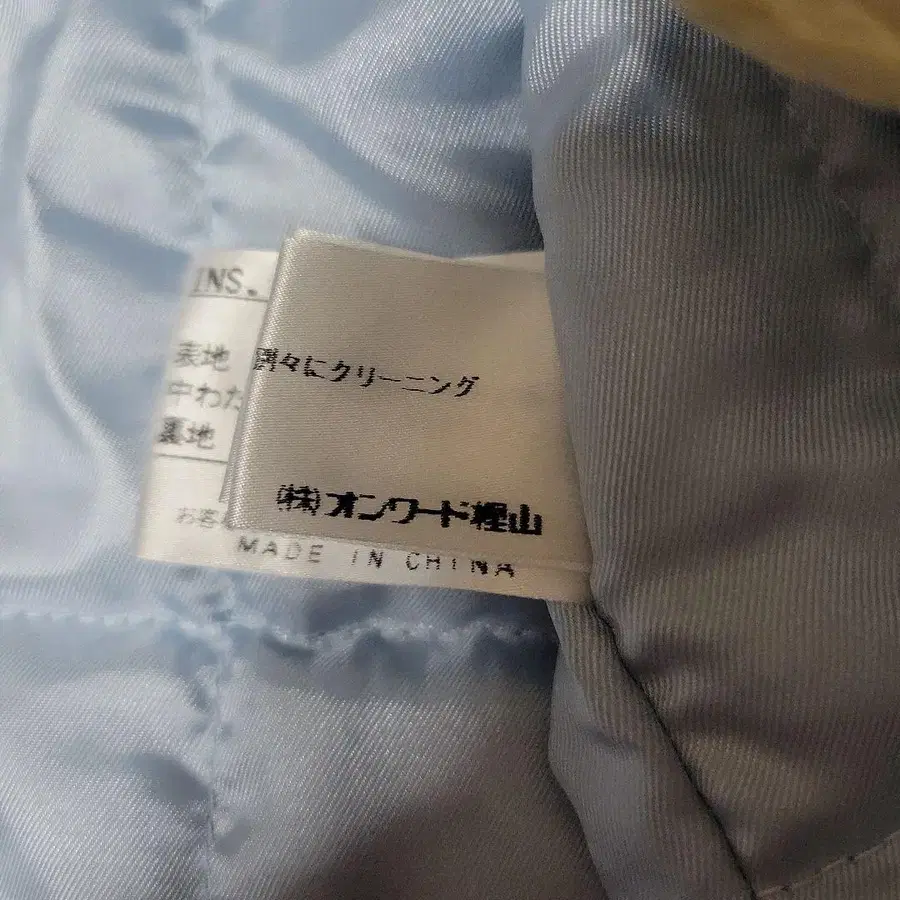 INS.
表地
中わた
裏地
別々にクリーニング
(株)オンワード樫山
お客様
MADE IN CHINA